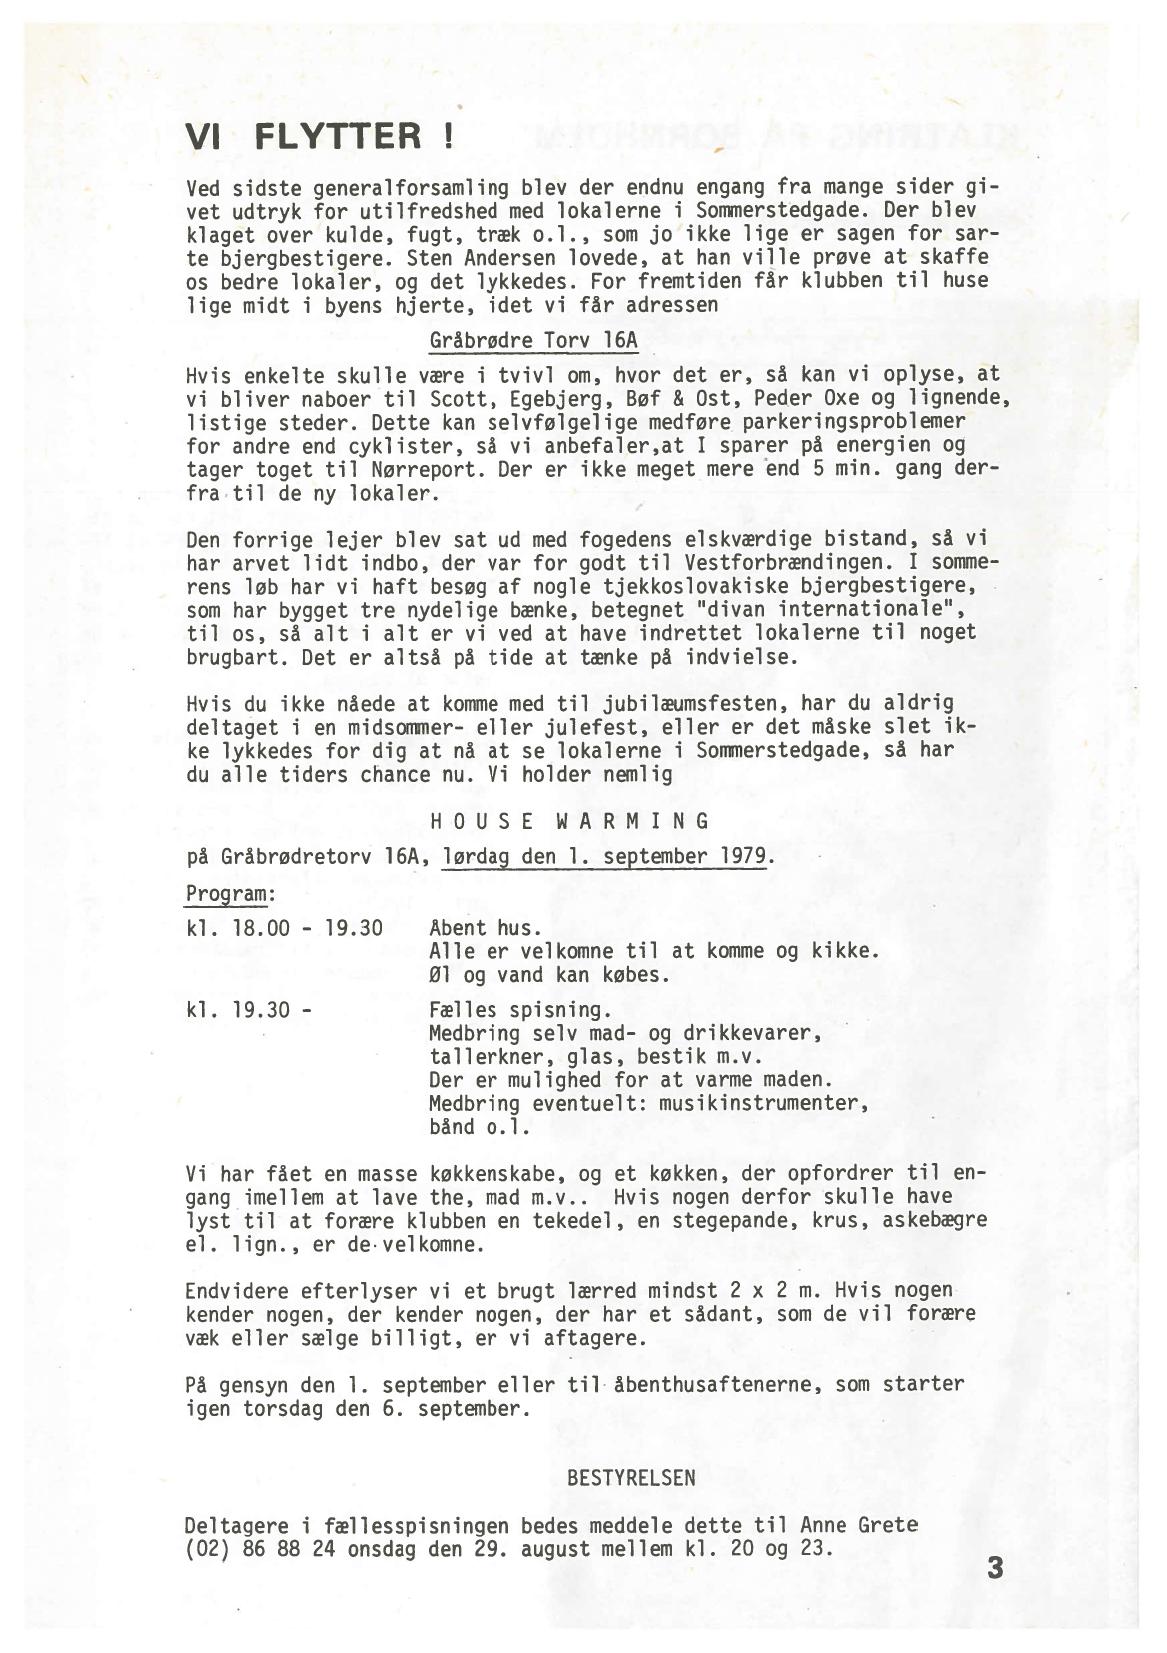 VI FLYTTER !
Ved sidste generalforsamling blev der endnu engang fra mange sider gi-
vet udtryk for utilfredshed med lokalerne i Sommerstedgade. Der blev
klaget over kulde, fugt, træk o.l., som jo ikke lige er sagen for sar-
te bjergbestigere. Sten Andersen lovede, at han ville prøve at skaffe
os bedre lokaler, og det lykkedes. For fremtiden får klubben til huse
lige midt i byens hjerte, idet vi får adressen
Gråbrødre Torv 16A
Hvis enkelte skulle være i tvivl om, hvor det er, så kan vi oplyse, at
vi bliver naboer til Scott, Egebjerg, Bøf & Ost, Peder Oxe og lignende,
listige steder. Dette kan selvfølgelige medføre parkeringsproblemer
for andre end cyklister, så vi anbefaler,at I sparer på energien og
tager toget til Nørreport. Der er ikke meget mere end 5 min. gang der-
fra til de ny lokaler.
Den forrige lejer blev sat ud med fogedens elskværdige bistand, så vi
har arvet lidt indbo, der var for godt til Vestforbrændingen. I somme-
rens løb har vi haft besøg af nogle tjekkoslovakiske bjergbestigere,
som har bygget tre nydelige bænke, betegnet "divan internationale",
til os, så alt i alt er vi ved at have indrettet lokalerne til noget
brugbart. Det er altså på tide at tænke på indvielse.
Hvis du ikke nåede at komme med til jubilæumsfesten, har du aldrig
deltaget i en midsommer- eller julefest, eller er det måske slet ik-
ke lykkedes for dig at nå at se lokalerne i Sommerstedgade, så har
du alle tiders chance nu. Vi holder nemlig
H O U S E   W A R M I N G
på Gråbrødretorv 16A, lørdag den 1. september 1979.
Program:
kl. 18.00 - 19.30 Åbent hus.
Alle er velkomne til at komme og kikke.
Øl og vand kan købes.
kl. 19.30 - Fælles spisning.
Medbring selv mad- og drikkevarer,
tallerkner, glas, bestik m.v.
Der er mulighed for at varme maden.
Medbring eventuelt: musikinstrumenter,
bånd o.l.
Vi har fået en masse køkkenskabe, og et køkken, der opfordrer til en-
gang imellem at lave the, mad m.v.. Hvis nogen derfor skulle have
lyst til at forære klubben en tekedel, en stegepande, krus, askebægre
el. lign., er de velkomne.
Endvidere efterlyser vi et brugt lærred mindst 2 x 2 m. Hvis nogen
kender nogen, der kender nogen, der har et sådant, som de vil forære
væk eller sælge billigt, er vi aftagere.
På gensyn den 1. september eller til åbenthusaftenerne, som starter
igen torsdag den 6. september.
BESTYRELSEN
Deltagere i fællesspisningen bedes meddele dette til Anne Grete
(02) 86 88 24 onsdag den 29. august mellem kl. 20 og 23.
3